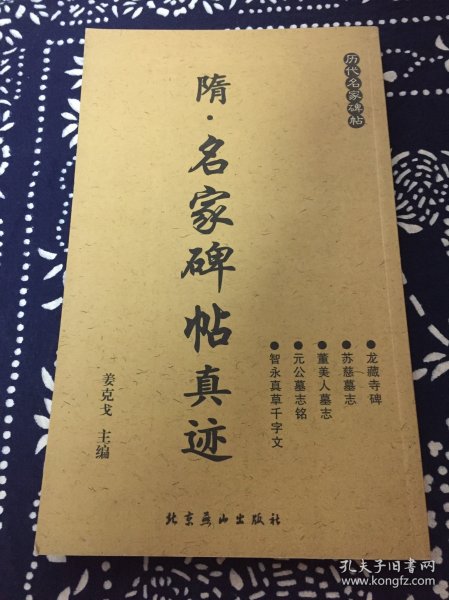 历代名家碑帖
隋·名家碑帖真迹
●龙藏寺碑
●苏慈墓志
●董美人墓志
●元公墓志铭
●智永真草千字文
姜克戈 主编
北京燕山出版社
孔夫子旧书网
www.kongfz.com